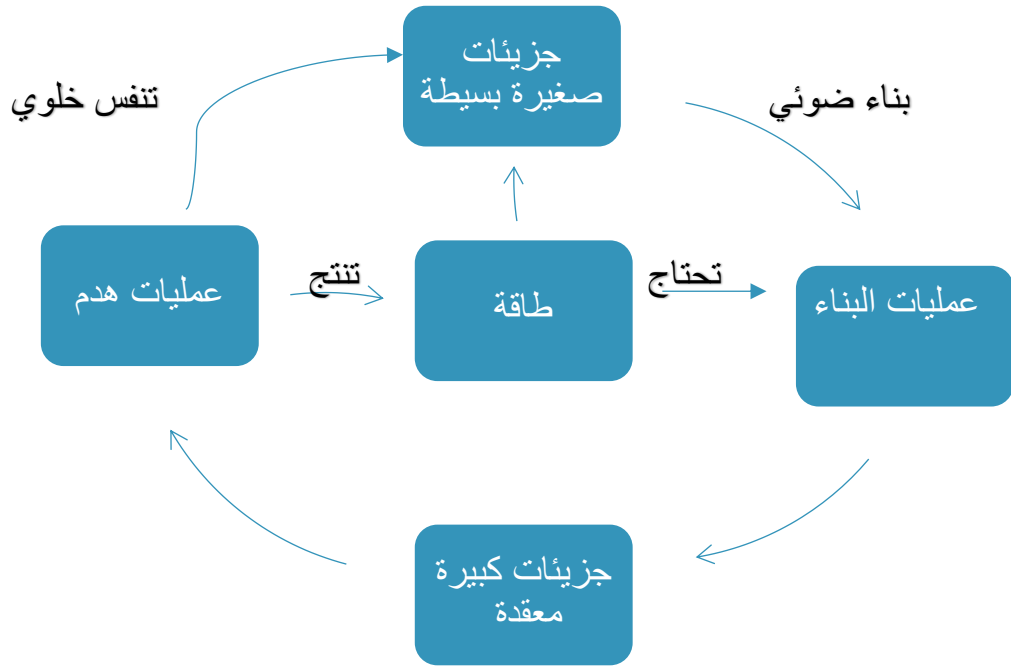 جزيئات
صغيرة بسيطة
بناء ضوئي
تنفس خلوي
عمليات البناء
تحتاج
طاقة
تنتج
عمليات هدم
جزيئات كبيرة
معقدة